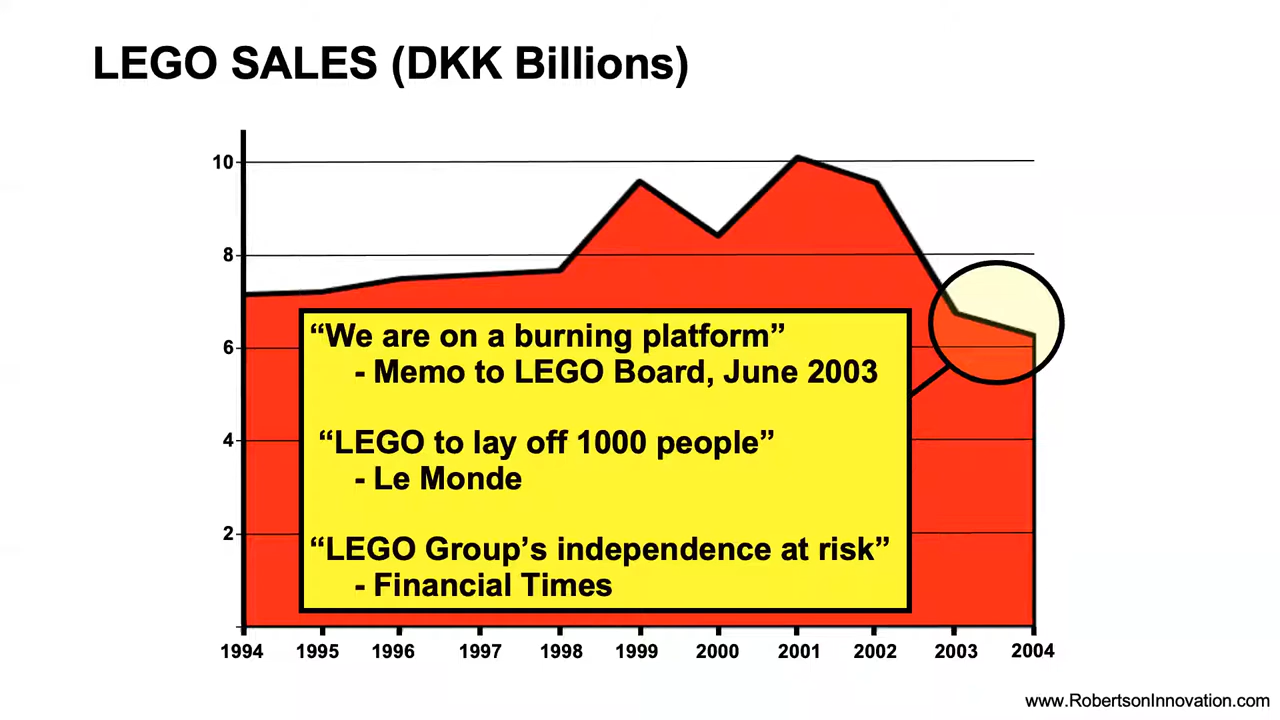 LEGO SALES (DKK Billions)
10
8
6
4
2
“We are on a burning platform”
- Memo to LEGO Board, June 2003
“LEGO to lay off 1000 people”
- Le Monde
“LEGO Group’s independence at risk”
- Financial Times
1994 1995 1996 1997 1998 1999 2000 2001 2002 2003 2004
www.RobertsonInnovation.com